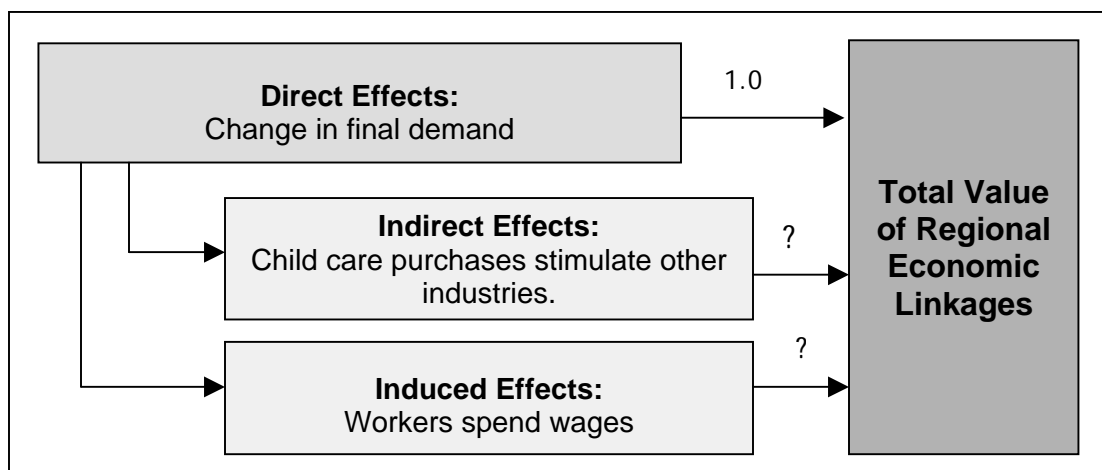 Direct Effects:
Change in final demand
1.0
Indirect Effects:
Child care purchases stimulate other
industries.
?
Induced Effects:
Workers spend wages
?
Total Value
of Regional
Economic
Linkages